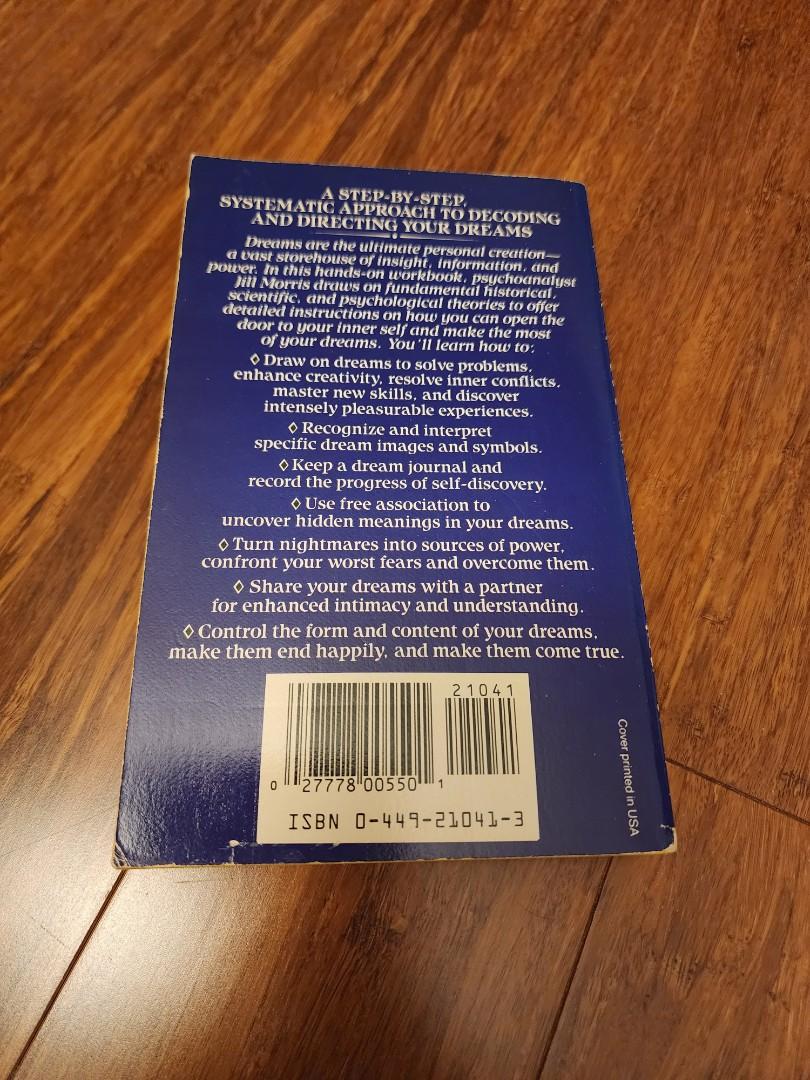 A STEP-BY-STEP,
SYSTEMATIC APPROACH TO DECODING
AND DIRECTING YOUR DREAMS
Dreams are the ultimate personal creation—
a vast storehouse of insight, information, and
power. In this hands-on workbook, psychoanalyst
Jill Morris draws on fundamental historical,
scientific, and psychological theories to offer
detailed instructions on how you can open the
door to your inner self and make the most
of your dreams. You'll learn how to:
◊ Draw on dreams to solve problems,
enhance creativity, resolve inner conflicts,
master new skills, and discover
intensely pleasurable experiences.
◊ Recognize and interpret
specific dream images and symbols.
◊ Keep a dream journal and
record the progress of self-discovery.
◊ Use free association to
uncover hidden meanings in your dreams.
◊ Turn nightmares into sources of power,
confront your worst fears and overcome them.
◊ Share your dreams with a partner
for enhanced intimacy and understanding.
◊ Control the form and content of your dreams,
make them end happily, and make them come true.
21041
0 27778 00550 1
ISBN 0-449-21041-3
Cover printed in USA